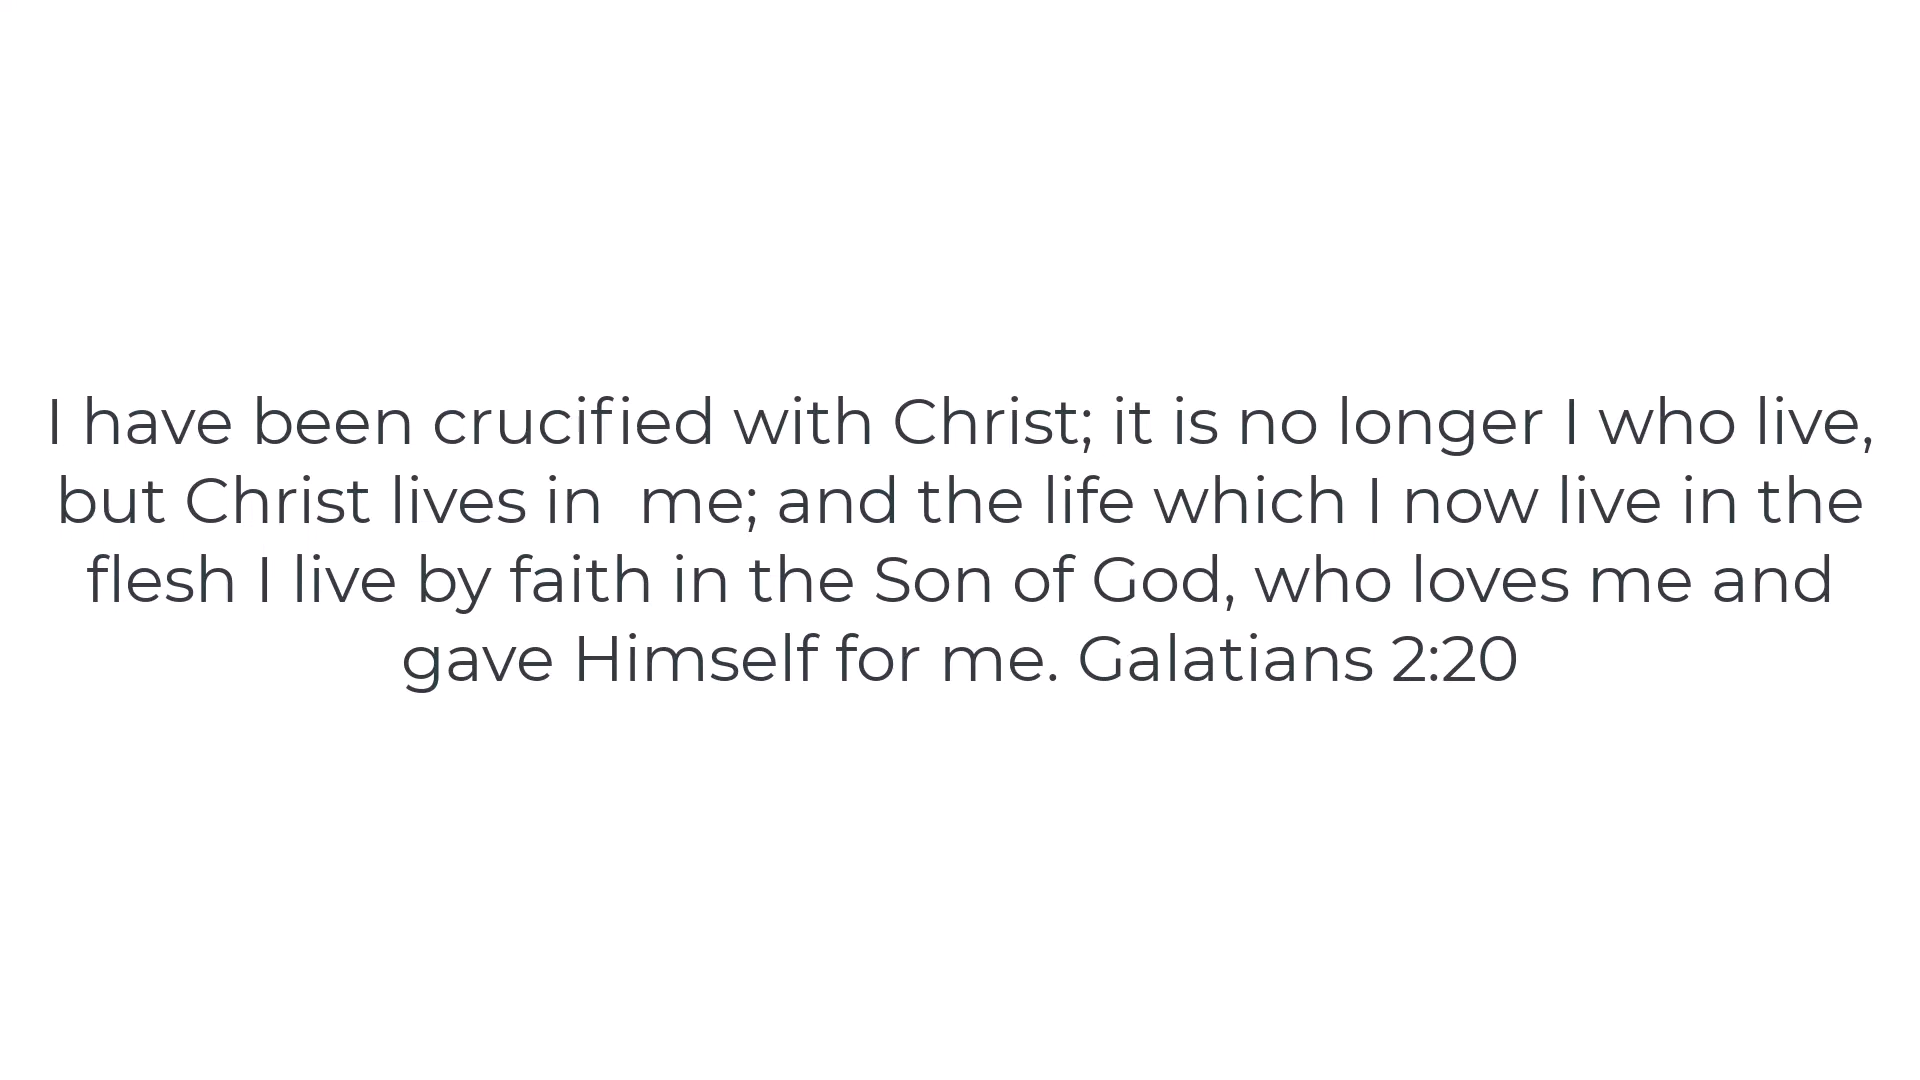 I have been crucified with Christ; it is no longer I who live,
but Christ lives in  me; and the life which I now live in the
flesh I live by faith in the Son of God, who loves me and
gave Himself for me. Galatians 2:20